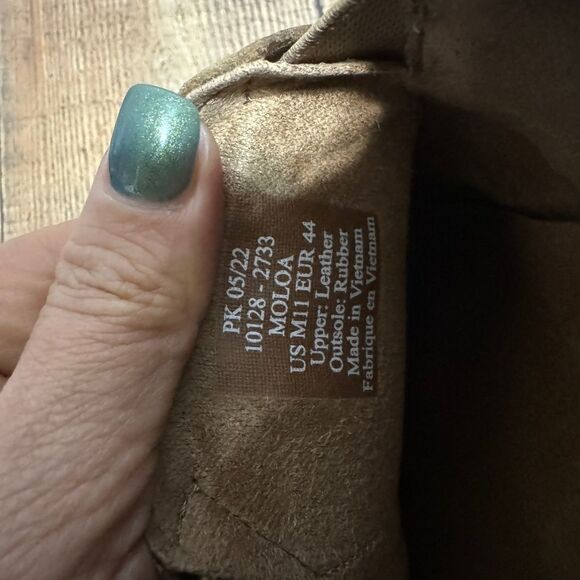 PK 05/22
10128 - 2733
MOLOA
US M11 EUR 44
Upper: Leather
Outsole: Rubber
Made in Vietnam
Fabrique en Vietnam